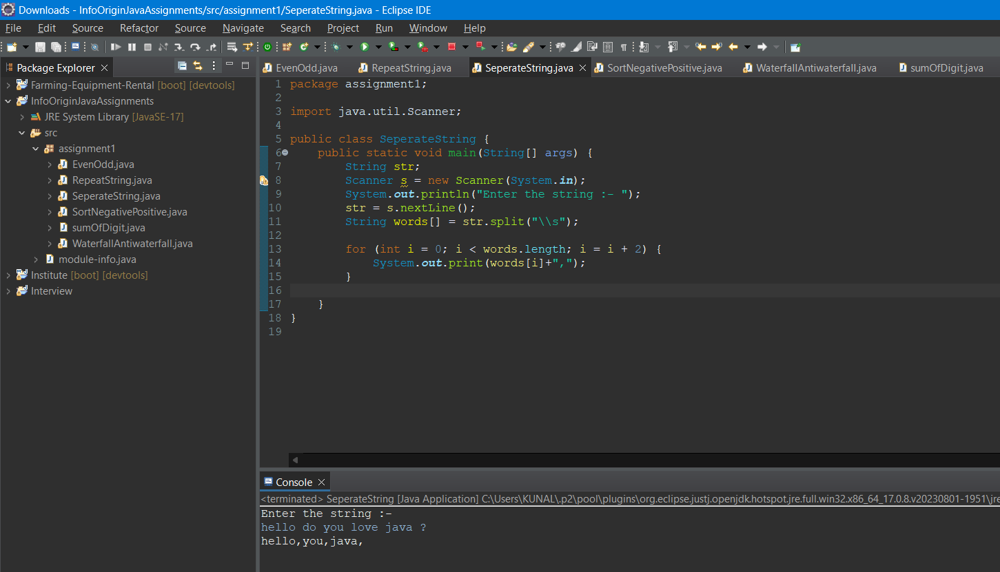 Downloads - InfoOriginJavaAssignments/src/assignment1/SeperateString.java - Eclipse IDE
File Edit Source Refactor Source Navigate Search Project Run Window Help
Package Explorer
Farming-Equipment-Rental [boot] [devtools]
InfoOriginJavaAssignments
JRE System Library [JavaSE-17]
src
assignment1
EvenOdd.java
RepeatString.java
SeperateString.java
SortNegativePositive.java
sumOfDigit.java
WaterfallAntiwaterfall.java
module-info.java
Institute [boot] [devtools]
Interview
EvenOdd.java RepeatString.java SeperateString.java SortNegativePositive.java WaterfallAntiwaterfall.java sumOfDigit.java
1 package assignment1;
2
3 import java.util.Scanner;
4
5 public class SeperateString {
6 public static void main(String[] args) {
7 String str;
8 Scanner s = new Scanner(System.in);
9 System.out.println("Enter the string :- ");
10 str = s.nextLine();
11 String words[] = str.split("\\s");
12
13 for (int i = 0; i < words.length; i = i + 2) {
14 System.out.print(words[i]+",");
15 }
16
17 }
18 }
19
Console
<terminated> SeperateString [Java Application] C:\Users\KUNAL\.p2\pool\plugins\org.eclipse.justj.openjdk.hotspot.jre.full.win32.x86_64_17.0.8.v20230801-1951\jre
Enter the string :-
hello do you love java ?
hello,you,java,